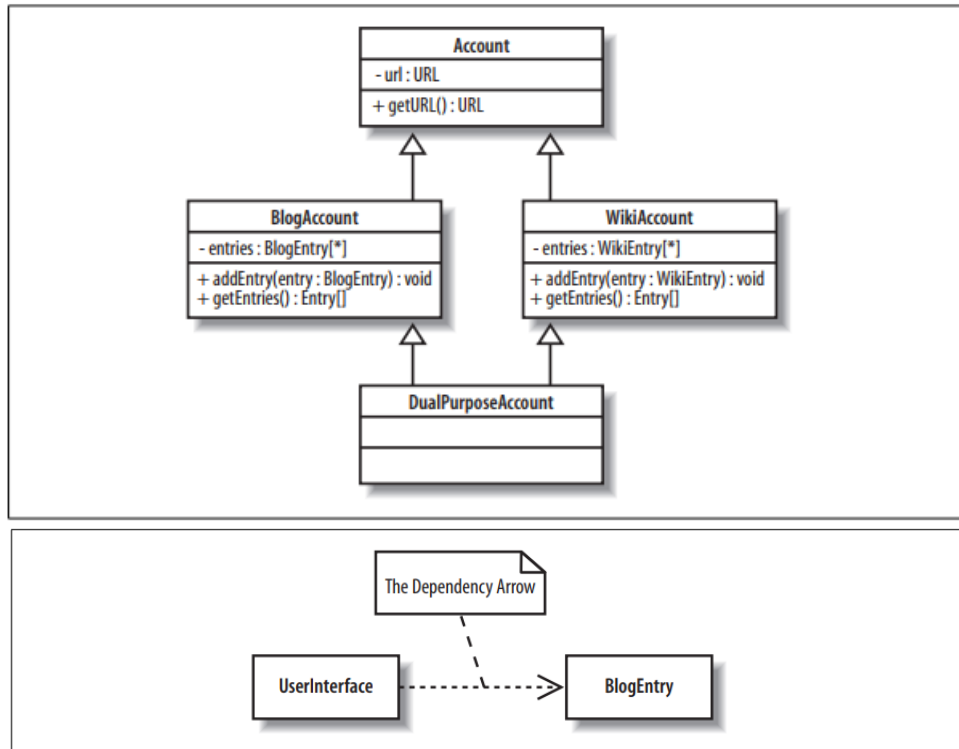 Account
- url : URL
+ getURL() : URL
BlogAccount
- entries : BlogEntry[*]
+ addEntry(entry : BlogEntry) : void
+ getEntries() : Entry[]
WikiAccount
- entries : WikiEntry[*]
+ addEntry(entry : WikiEntry) : void
+ getEntries() : Entry[]
DualPurposeAccount
The Dependency Arrow
UserInterface
BlogEntry